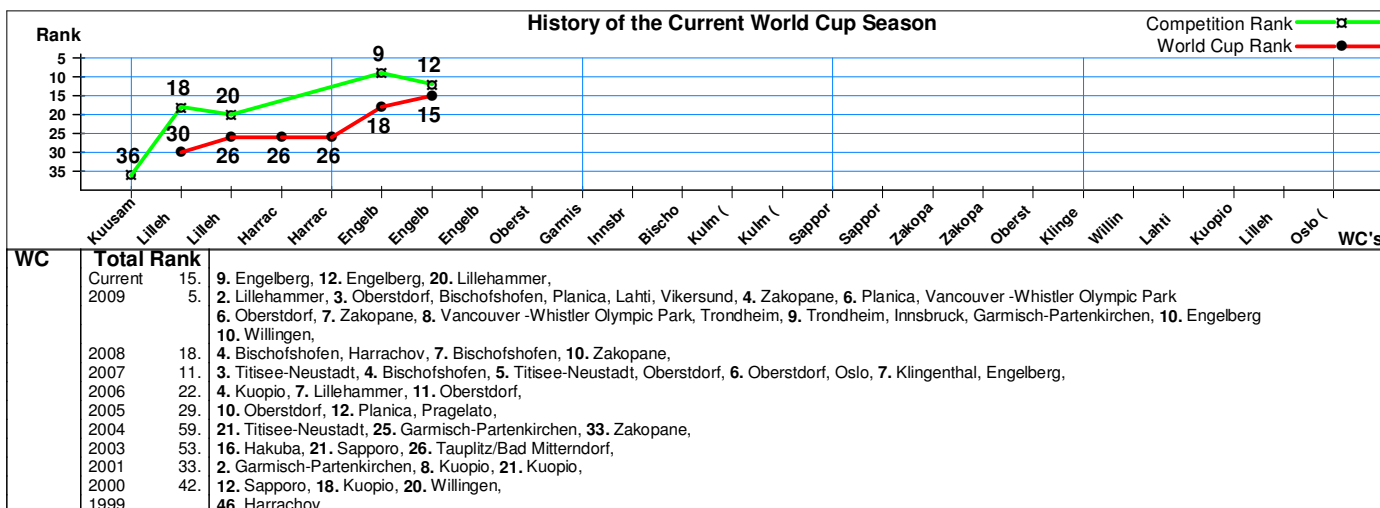 History of the Current World Cup Season
Competition Rank
World Cup Rank
Rank
5
10
15
20
25
30
35
36
18
20
9
12
30
26
26
26
18
15
Kuusam
Lilleh
Lilleh
Harrac
Harrac
Engelb
Engelb
Engelb
Oberst
Garmis
Innsbr
Bischo
Kulm (
Kulm (
Sappor
Sappor
Zakopa
Zakopa
Oberst
Klinge
Willin
Lahti
Kuopio
Lilleh
Oslo (
WC's
WC Total Rank
Current 15. 9. Engelberg, 12. Engelberg, 20. Lillehammer,
2009 5. 2. Lillehammer, 3. Oberstdorf, Bischofshofen, Planica, Lahti, Vikersund, 4. Zakopane, 6. Planica, Vancouver -Whistler Olympic Park
6. Oberstdorf, 7. Zakopane, 8. Vancouver -Whistler Olympic Park, Trondheim, 9. Trondheim, Innsbruck, Garmisch-Partenkirchen, 10. Engelberg
10. Willingen,
2008 18. 4. Bischofshofen, Harrachov, 7. Bischofshofen, 10. Zakopane,
2007 11. 3. Titisee-Neustadt, 4. Bischofshofen, 5. Titisee-Neustadt, Oberstdorf, 6. Oberstdorf, Oslo, 7. Klingenthal, Engelberg,
2006 22. 4. Kuopio, 7. Lillehammer, 11. Oberstdorf,
2005 29. 10. Oberstdorf, 12. Planica, Pragelato,
2004 59. 21. Titisee-Neustadt, 25. Garmisch-Partenkirchen, 33. Zakopane,
2003 53. 16. Hakuba, 21. Sapporo, 26. Tauplitz/Bad Mitterndorf,
2001 33. 2. Garmisch-Partenkirchen, 8. Kuopio, 21. Kuopio,
2000 42. 12. Sapporo, 18. Kuopio, 20. Willingen,
1999 46. Harrachov